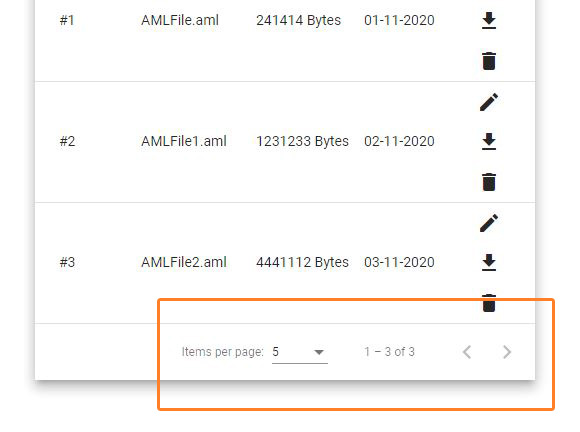 #1 AMLFile.aml 241414 Bytes 01-11-2020
#2 AMLFile1.aml 1231233 Bytes 02-11-2020
#3 AMLFile2.aml 4441112 Bytes 03-11-2020
Items per page: 5 1 – 3 of 3